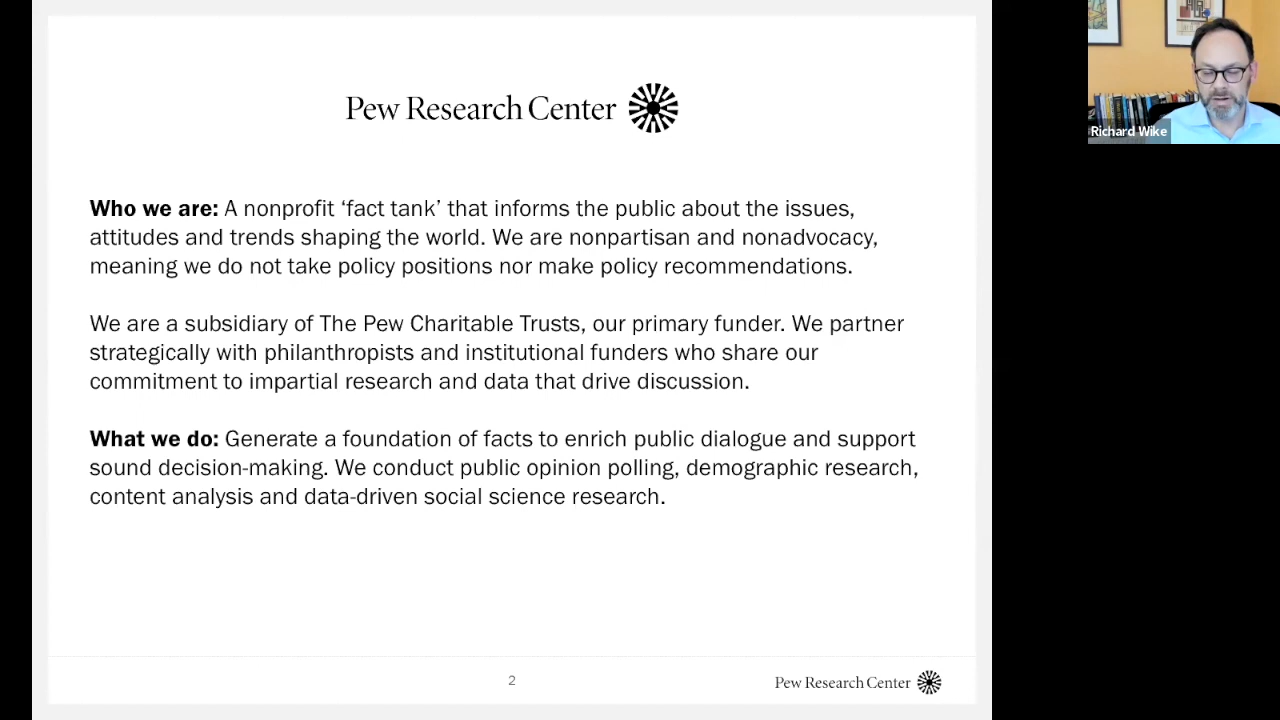 Pew Research Center
Who we are: A nonprofit ‘fact tank’ that informs the public about the issues,
attitudes and trends shaping the world. We are nonpartisan and nonadvocacy,
meaning we do not take policy positions nor make policy recommendations.
We are a subsidiary of The Pew Charitable Trusts, our primary funder. We partner
strategically with philanthropists and institutional funders who share our
commitment to impartial research and data that drive discussion.
What we do: Generate a foundation of facts to enrich public dialogue and support
sound decision-making. We conduct public opinion polling, demographic research,
content analysis and data-driven social science research.
2
Pew Research Center
Richard Wike